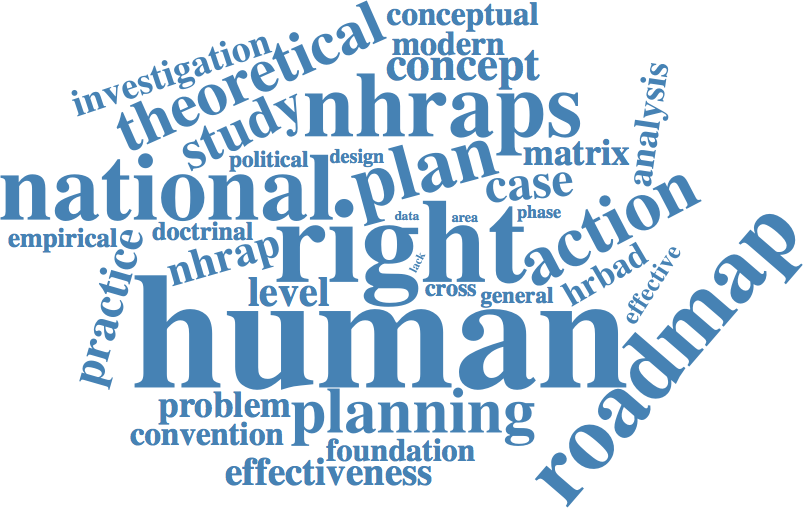 conceptual
modern
investigation
theoretical
concept
study
nhraps
analysis
political
design
plan
matrix
national
case
data
area
phase
empirical
doctrinal
right
action
practice
nhrap
lack
level
cross
general
hrbad
effective
human
roadmap
problem
planning
convention
foundation
effectiveness